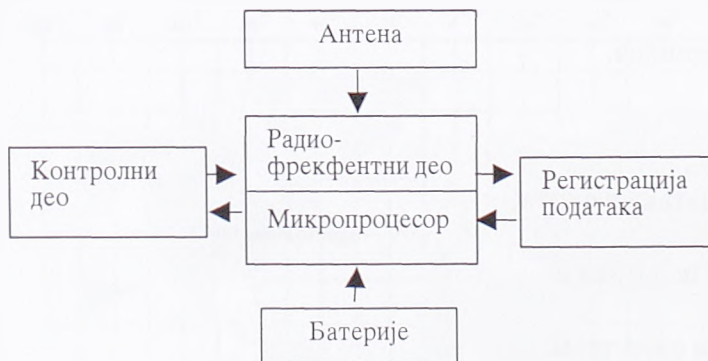 Антена
Радио-
фрекфентни део
Контролни
део
Микропроцесор
Регистрација
података
Батерије